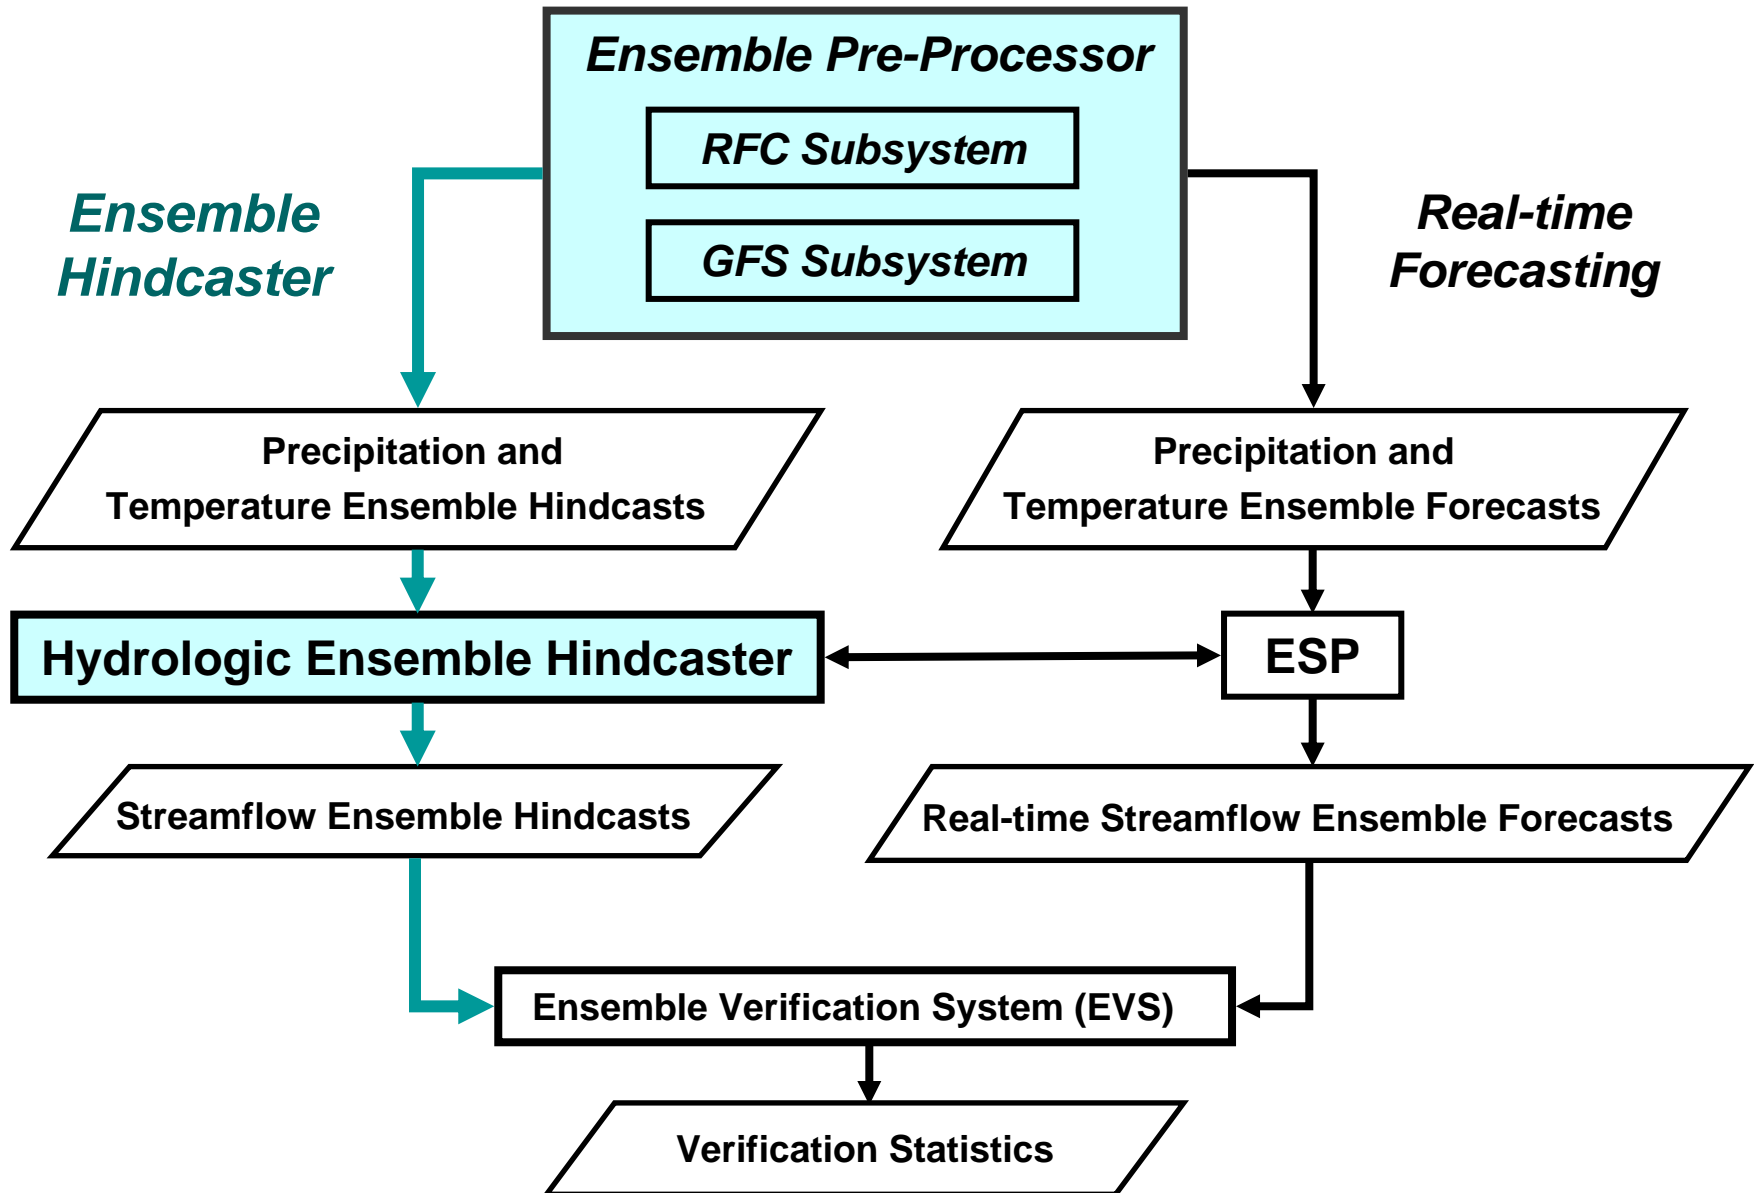 Ensemble Pre-Processor
RFC Subsystem
GFS Subsystem
Ensemble
Hindcaster
Real-time
Forecasting
Precipitation and
Temperature Ensemble Hindcasts
Precipitation and
Temperature Ensemble Forecasts
Hydrologic Ensemble Hindcaster
ESP
Streamflow Ensemble Hindcasts
Real-time Streamflow Ensemble Forecasts
Ensemble Verification System (EVS)
Verification Statistics